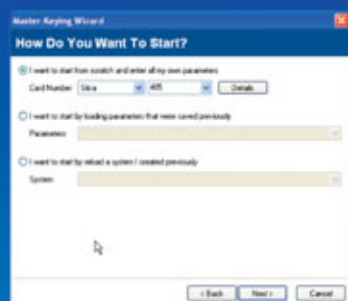 Master Keying Wizard
How Do You Want To Start?
I want to start from scratch and enter all my own parameters
Card Number: Silca 485 Details
I want to start by loading parameters that were saved previously
Parameters:
I want to start by reload a system I created previously
System:
< Back Next > Cancel